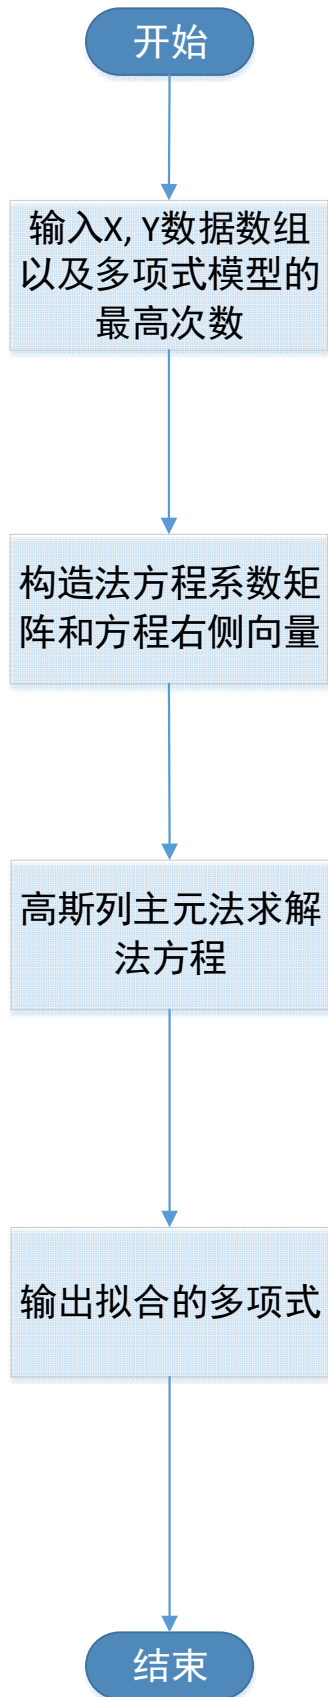 开始
输入X, Y数据数组
以及多项式模型的
最高次数
构造法方程系数矩
阵和方程右侧向量
高斯列主元法求解
法方程
输出拟合的多项式
结束